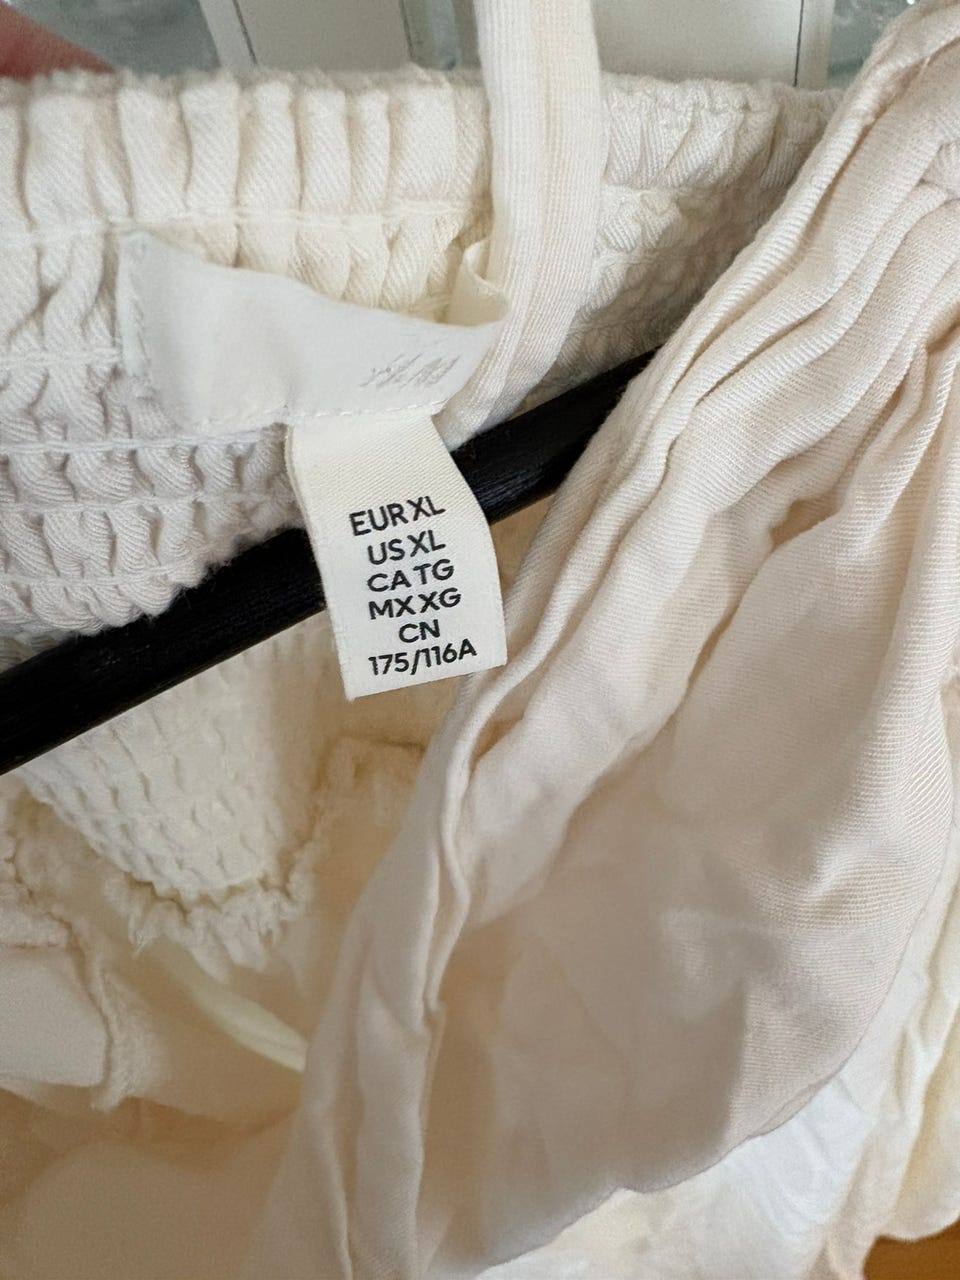 H&M
EUR XL
US XL
CA TG
MX XG
CN
175/116A